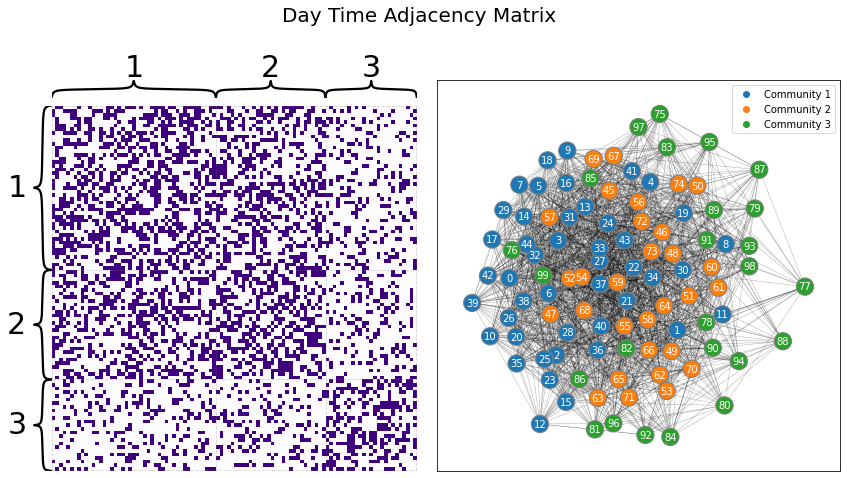 Day Time Adjacency Matrix
1 2 3
1
2
3
Community 1
Community 2
Community 3
75
97
95
83
9
18
69 67
41
87
7 5 16 85 4 74 50
45
29 14 57 31 13 56 19 89 79
24 72
17 44 3 43 46 91 8 93
76 32 33 73 48
27 22 60 98
42 0 99 52 54 34 30
37 59 61 77
39 38 6 21 51
26 47 68 64 11
58 78
10 20 28 40 55 1
88
35 25 2 36 82 66 49 90
94
23 86 65 62 70
15 63 71 53
80
12 81 96
92 84